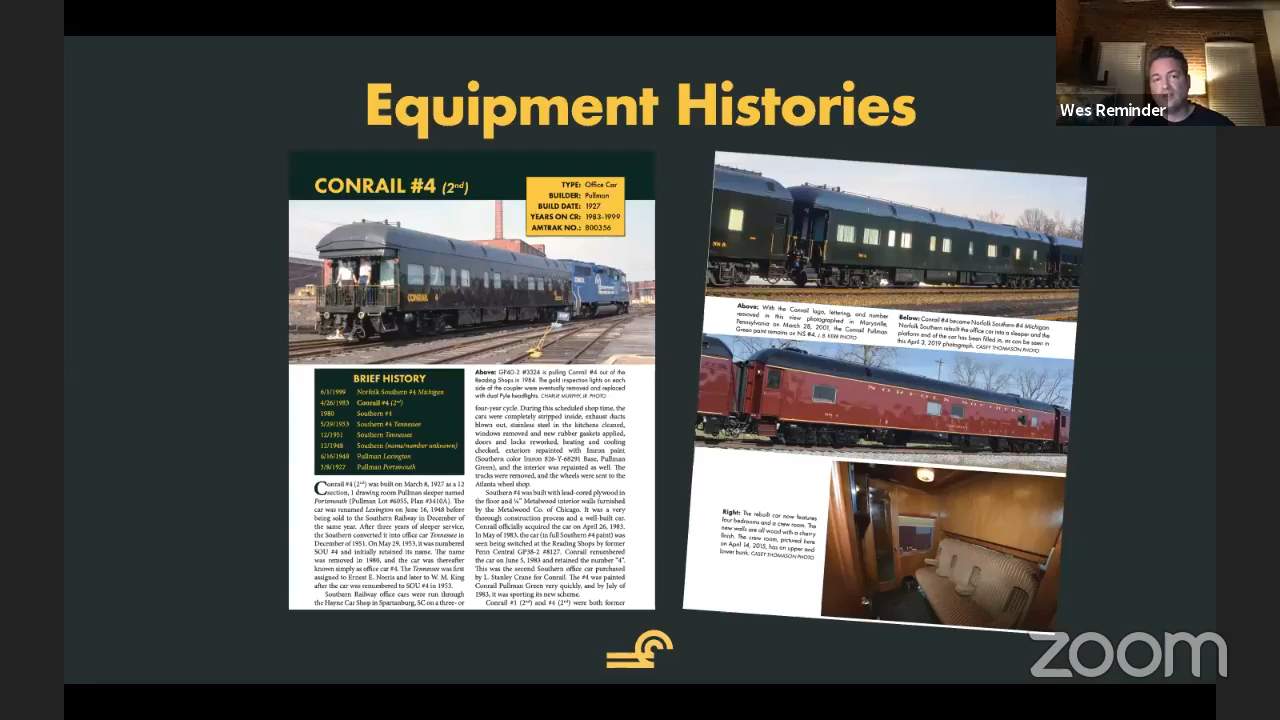 Equipment Histories
Wes Reminder
CONRAIL #4 (2nd)
TYPE: Office Car
BUILDER: Pullman
BUILD DATE: 1927
YEARS ON CR: 1983-1999
AMTRAK NO.: 800356
CONRAIL 4
BRIEF HISTORY
6/1/1999 Norfolk Southern #4 Michigan
4/26/1983 Conrail #4 (2nd)
1980 Southern #4
5/29/1953 Southern #4 Tennessee
12/1951 Southern Tennessee
12/1948 Southern (name/number unknown)
6/16/1948 Pullman Lexington
3/8/1927 Pullman Portsmouth
Conrail #4 (2nd) was built on March 8, 1927 as a 12
section, 1 drawing room Pullman sleeper named
Portsmouth (Pullman Lot #6055, Plan #3410A). The
car was renamed Lexington on June 16, 1948 before
being sold to the Southern Railway in December of
the same year. After three years of sleeper service,
the Southern converted it into office car Tennessee in
December of 1951. On May 29, 1953, it was numbered
SOU #4 and initially retained its name. The name
was removed in 1980, and the car was thereafter
known simply as office car #4. The Tennessee was first
assigned to Ernest E. Norris and later to W. M. King
after the car was renumbered to SOU #4 in 1953.
Southern Railway office cars were run through
the Hayne Car Shop in Spartanburg, SC on a three- or
Above: GP40-2 #3324 is pulling Conrail #4 out of the
Reading Shops in 1984. The gold inspection lights on each
side of the coupler were eventually removed and replaced
with dual Pyle headlights. CHARLIE MURPHY, JR. PHOTO
four-year cycle. During this scheduled shop time, the
cars were completely stripped inside, exhaust ducts
blown out, stainless steel in the kitchens cleaned,
windows removed and new rubber gaskets applied,
doors and locks reworked, heating and cooling
checked, exteriors repainted with Imron paint
(Southern color Imron 826-Y-68291 Base, Pullman
Green), and the interior was repainted as well. The
trucks were removed, and the wheels were sent to the
Atlanta wheel shop.
Southern #4 was built with lead-cored plywood in
the floor and ¼" Metalwood interior walls furnished
by the Metalwood Co. of Chicago. It was a very
thorough construction process and a well-built car.
Conrail officially acquired the car on April 26, 1983.
In May of 1983, the car (in full Southern #4 paint) was
seen being switched at the Reading Shops by former
Penn Central GP38-2 #8127. Conrail renumbered
the car on June 5, 1983 and retained the number "4".
This was the second Southern office car purchased
by L. Stanley Crane for Conrail. The #4 was painted
Conrail Pullman Green very quickly, and by July of
1983, it was sporting its new scheme.
Conrail #1 (2nd) and #4 (2nd) were both former
Above: With the Conrail logo, lettering, and number
removed in this view photographed in Marysville,
Pennsylvania on March 28, 2001, the Conrail Pullman
Green paint remains on NS #4. J. B. KERR PHOTO
Below: Conrail #4 became Norfolk Southern #4 Michigan.
Norfolk Southern rebuilt the office car into a sleeper and the
platform end of the car has been filled in, as can be seen in
this April 3, 2019 photograph. CASEY THOMASON PHOTO
NORFOLK SOUTHERN
Right: The rebuilt car now features
four bedrooms and a crew room. The
new walls are all wood with a cherry
finish. The crew room, pictured here
on April 14, 2015, has an upper and
lower bunk. CASEY THOMASON PHOTO
zoom